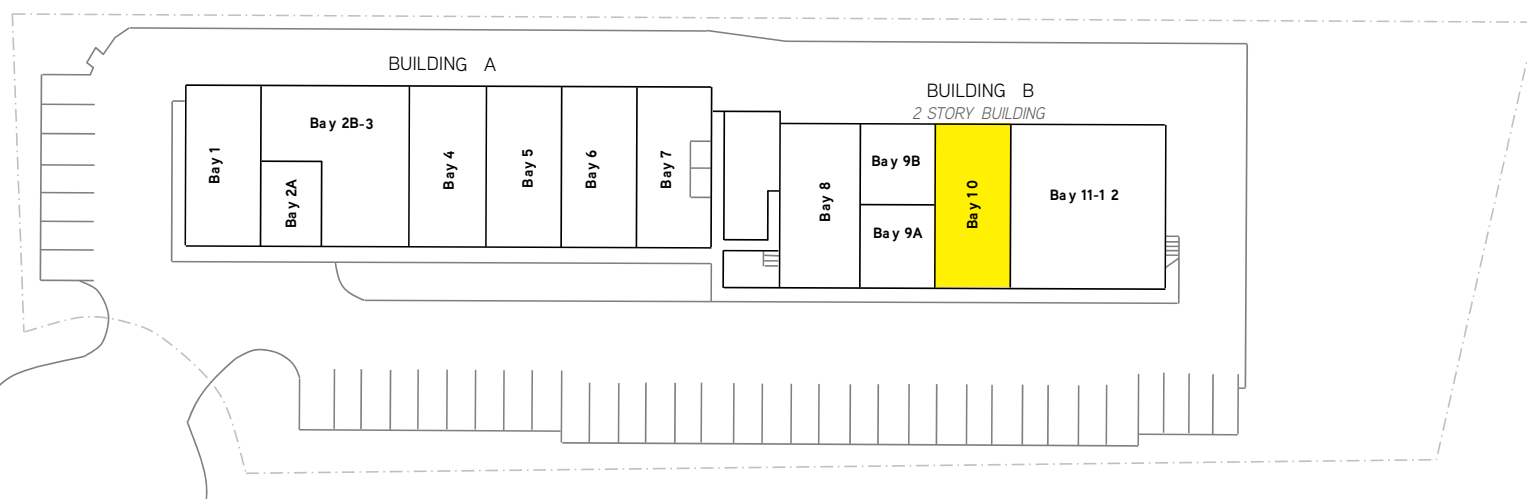 BUILDING A
BUILDING B
2 STORY BUILDING
Bay 1
Bay 2B-3
Bay 2A
Bay 4
Bay 5
Bay 6
Bay 7
Bay 8
Bay 9B
Bay 9A
Bay 10
Bay 11-1 2